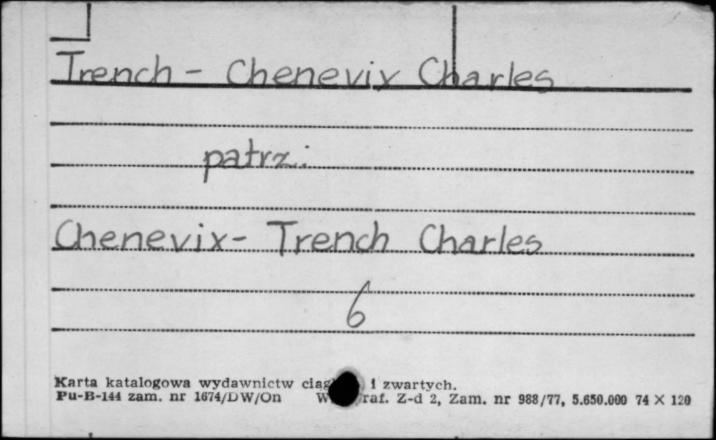 Trench - Chenevix Charles
patrz:
Chenevix- Trench Charles
6
Karta katalogowa wydawnictw i zwartych.
Pu-B-144 zam. nr 1674/DW/On Z-d 2, Zam. nr 988/77, 5.650.000 74 × 120